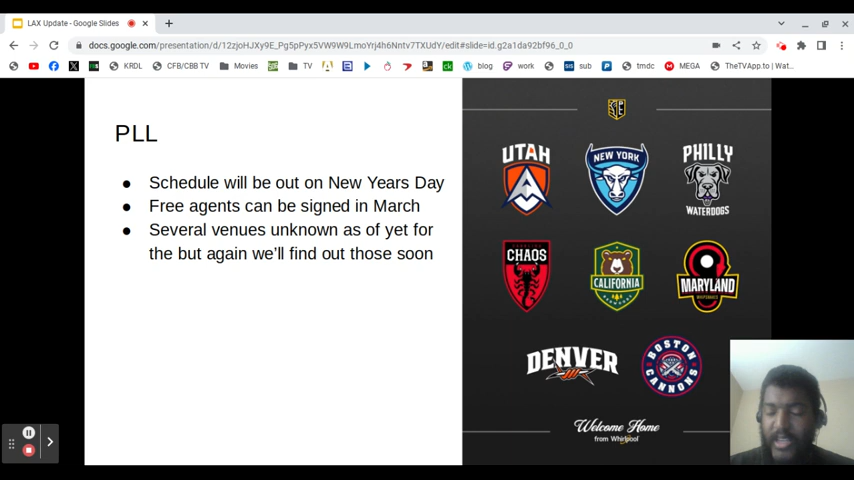 LAX Update - Google Slides
docs.google.com/presentation/d/12zjoHJXy9E_Pg5pPyx5VW9W9LmoYrj4h6Nntv7TXUdY/edit#slide=id.g2a1da92bf96_0_0
KRDL CFB/CBB TV Movies TV blog work sub tmdc MEGA TheTVApp.to | Wat...
PLL
● Schedule will be out on New Years Day
● Free agents can be signed in March
● Several venues unknown as of yet for
the but again we'll find out those soon
UTAH
NEW YORK
PHILLY
WATERDOGS
CHAOS
CALIFORNIA
REDWOODS
MARYLAND
WHIPSNAKES
DENVER
BOSTON
CANNONS
Welcome Home
from Whirlpool